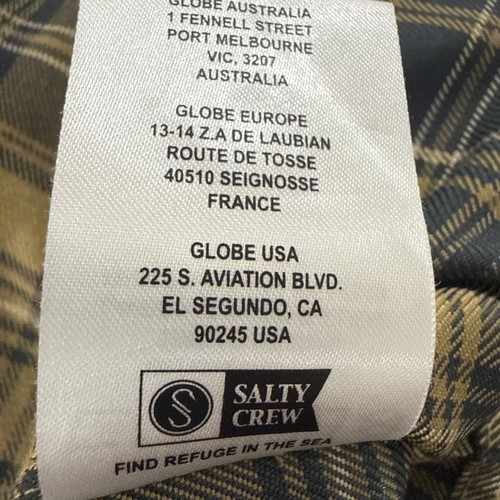 GLOBE AUSTRALIA
1 FENNELL STREET
PORT MELBOURNE
VIC, 3207
AUSTRALIA
GLOBE EUROPE
13-14 Z.A DE LAUBIAN
ROUTE DE TOSSE
40510 SEIGNOSSE
FRANCE
GLOBE USA
225 S. AVIATION BLVD.
EL SEGUNDO, CA
90245 USA
SALTY
CREW
FIND REFUGE IN THE SEA